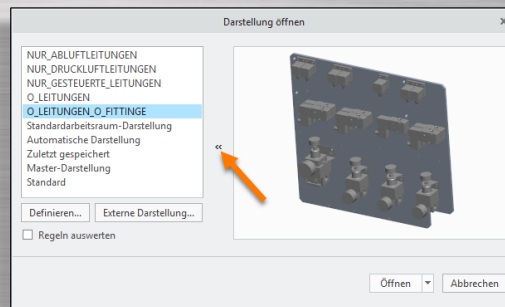 Darstellung öffnen
NUR_ABLUFTLEITUNGEN
NUR_DRUCKLUFTLEITUNGEN
NUR_GESTEUERTE_LEITUNGEN
O_LEITUNGEN
O_LEITUNGEN_O_FITTINGE
Standardarbeitsraum-Darstellung
Automatische Darstellung
Zuletzt gespeichert
Master-Darstellung
Standard
Definieren...
Externe Darstellung...
Regeln auswerten
Öffnen
Abbrechen